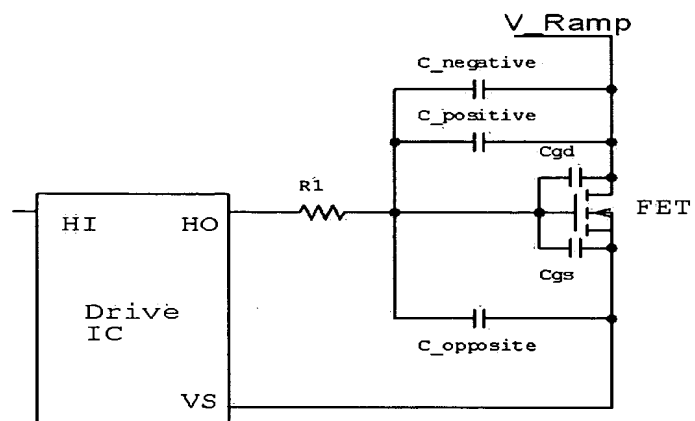 V_Ramp
C_negative
C_positive
Cgd
R1
HI
HO
FET
Cgs
Drive
IC
C_opposite
VS